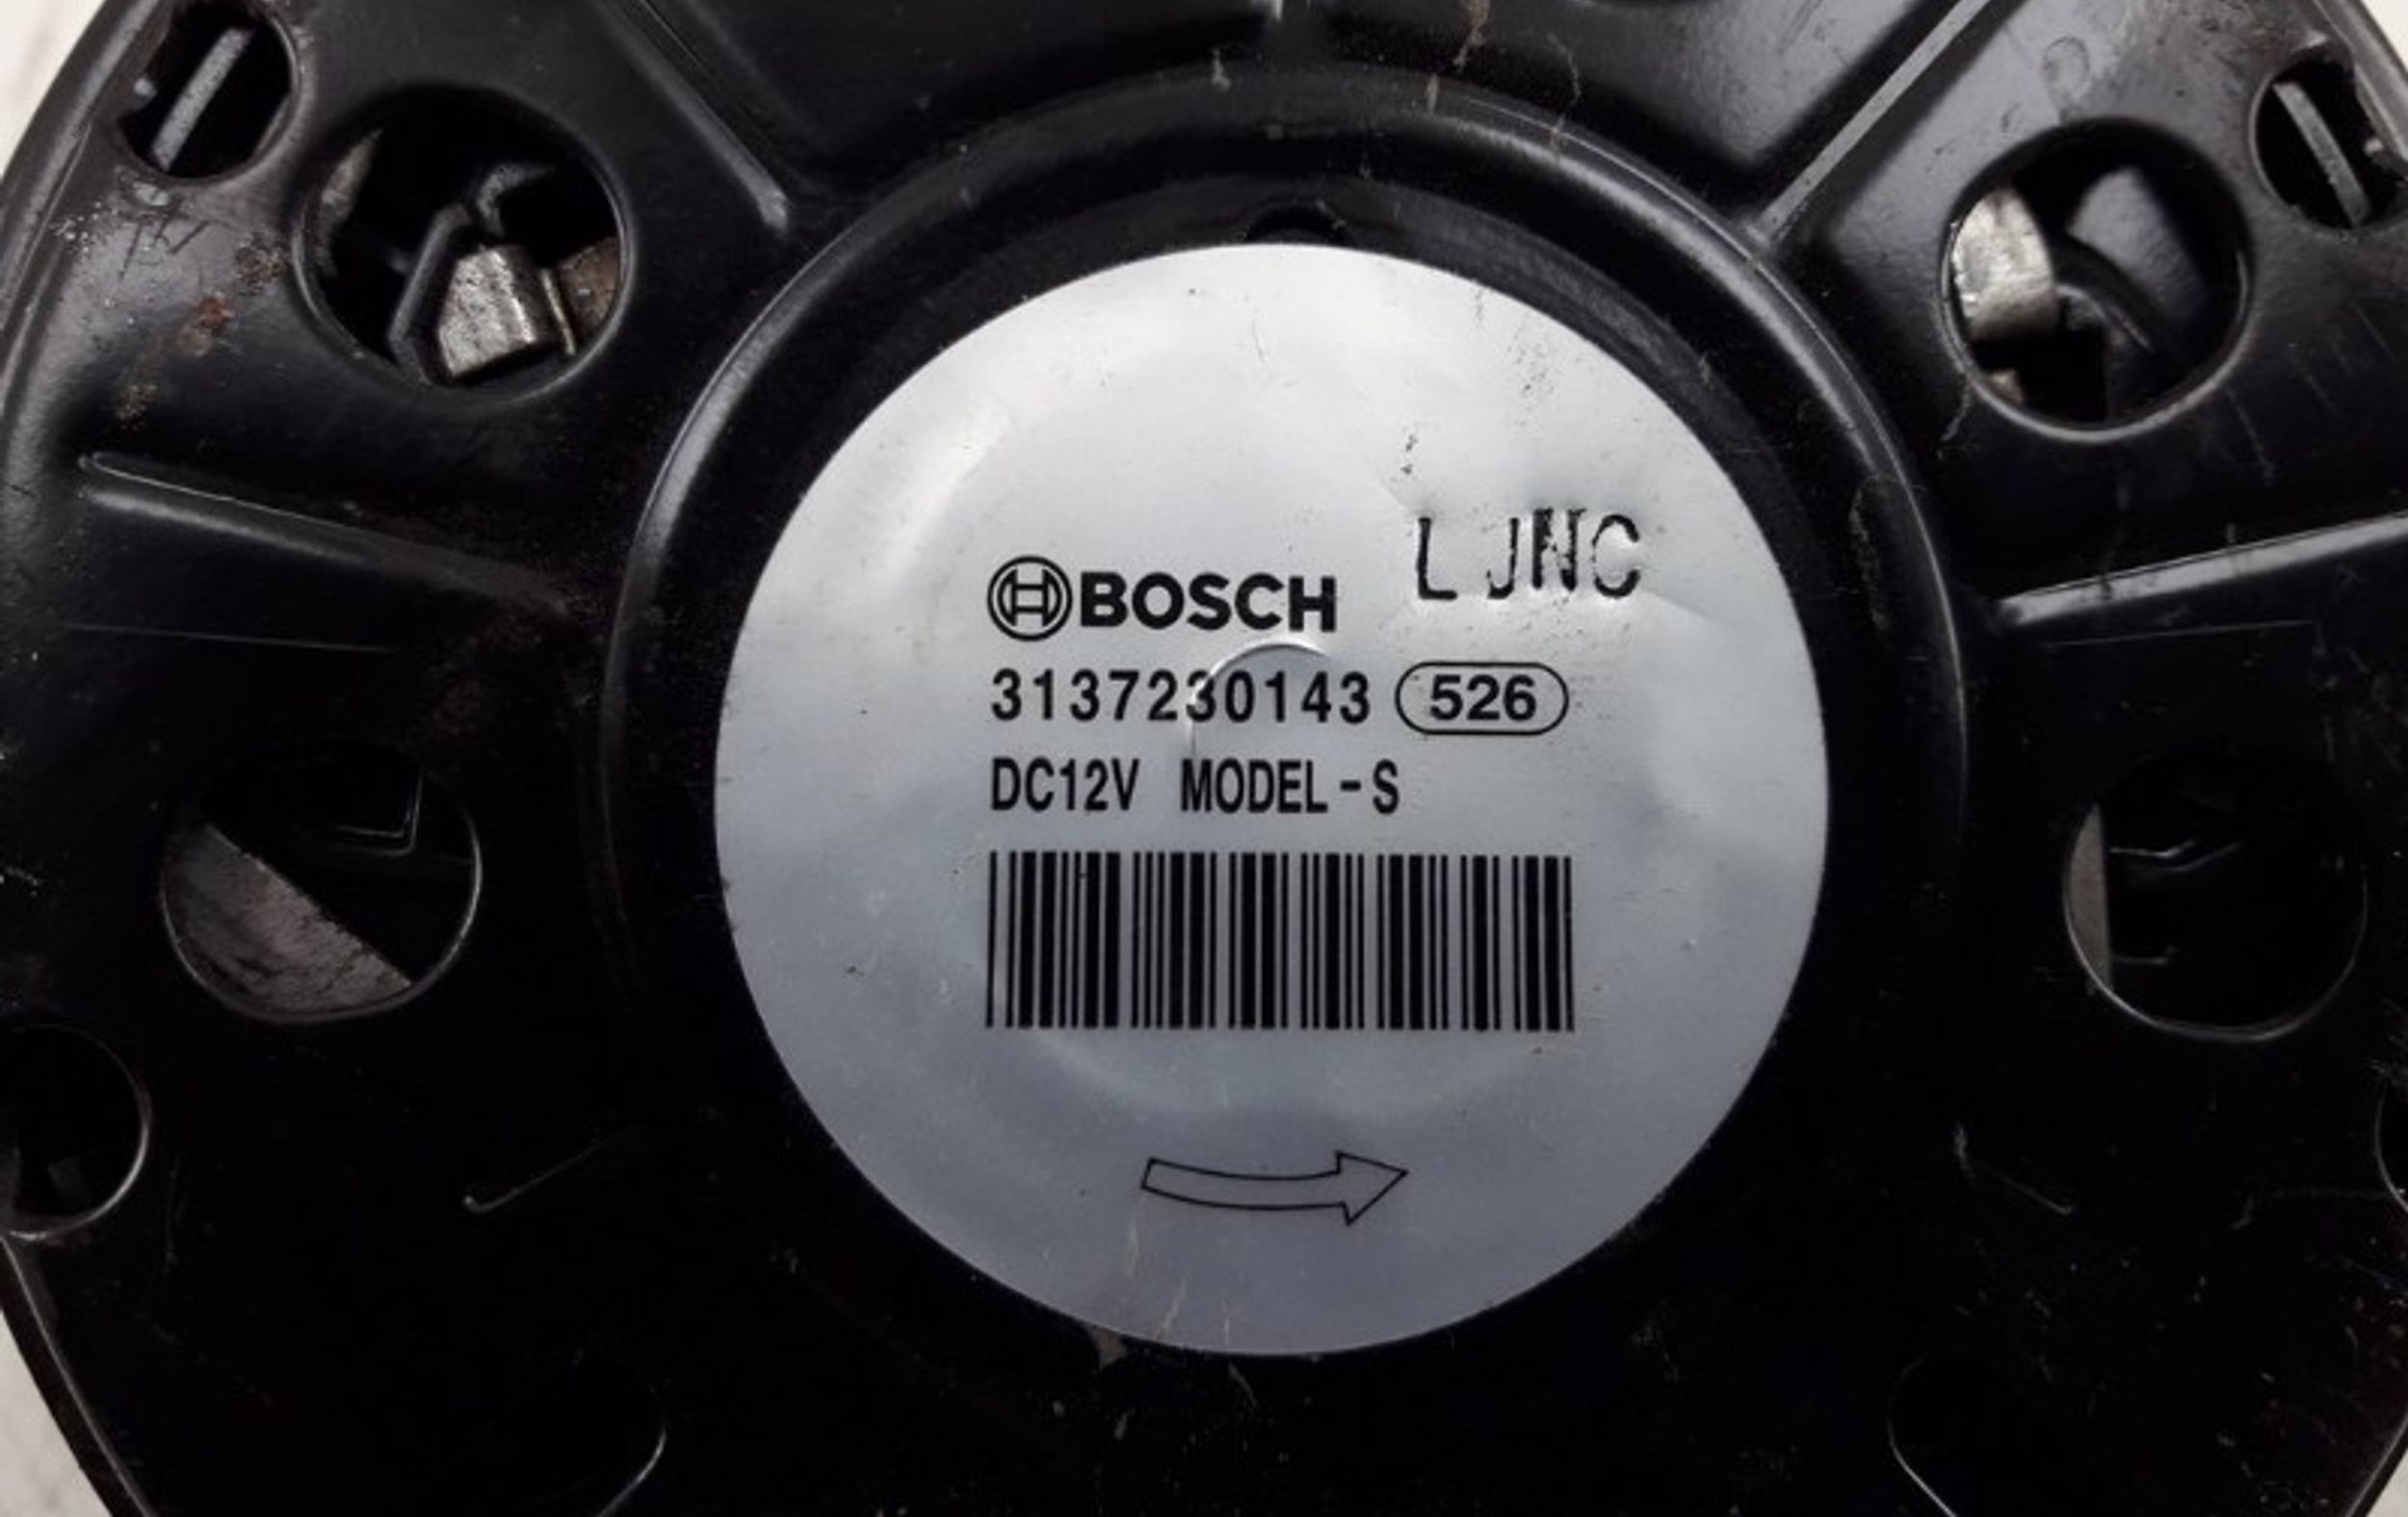 L JNC
BOSCH
3137230143 526
DC12V MODEL-S